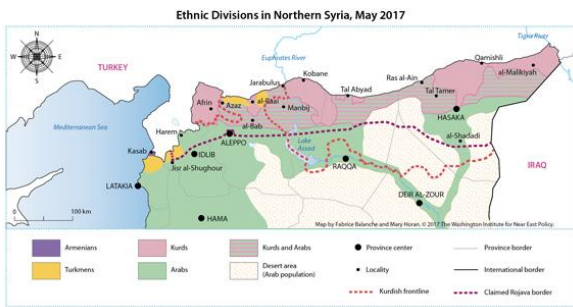 Ethnic Divisions in Northern Syria, May 2017
Tigris River
N
W
E
S
TURKEY
Euphrates River
Kobane
Qamishli
al-Malikiyah
Jarabulus
Ras al-Ain
Afrin
Azaz
al-Raai
Manbij
Tal Abyad
Tal Tamer
Mediterranean Sea
Harem
al-Bab
HASAKA
Kasab
ALEPPO
Lake
Assad
al-Shadadi
IDLIB
RAQQA
Jisr al-Shughour
IRAQ
LATAKIA
DEIR AL-ZOUR
0
100 km
HAMA
Map by Fabrice Balanche and Mary Horan. © 2017 The Washington Institute for Near East Policy.
Armenians
Kurds
Kurds and Arabs
Province center
Province border
Turkmens
Arabs
Desert area
(Arab population)
Locality
International border
Kurdish frontline
Claimed Rojava border